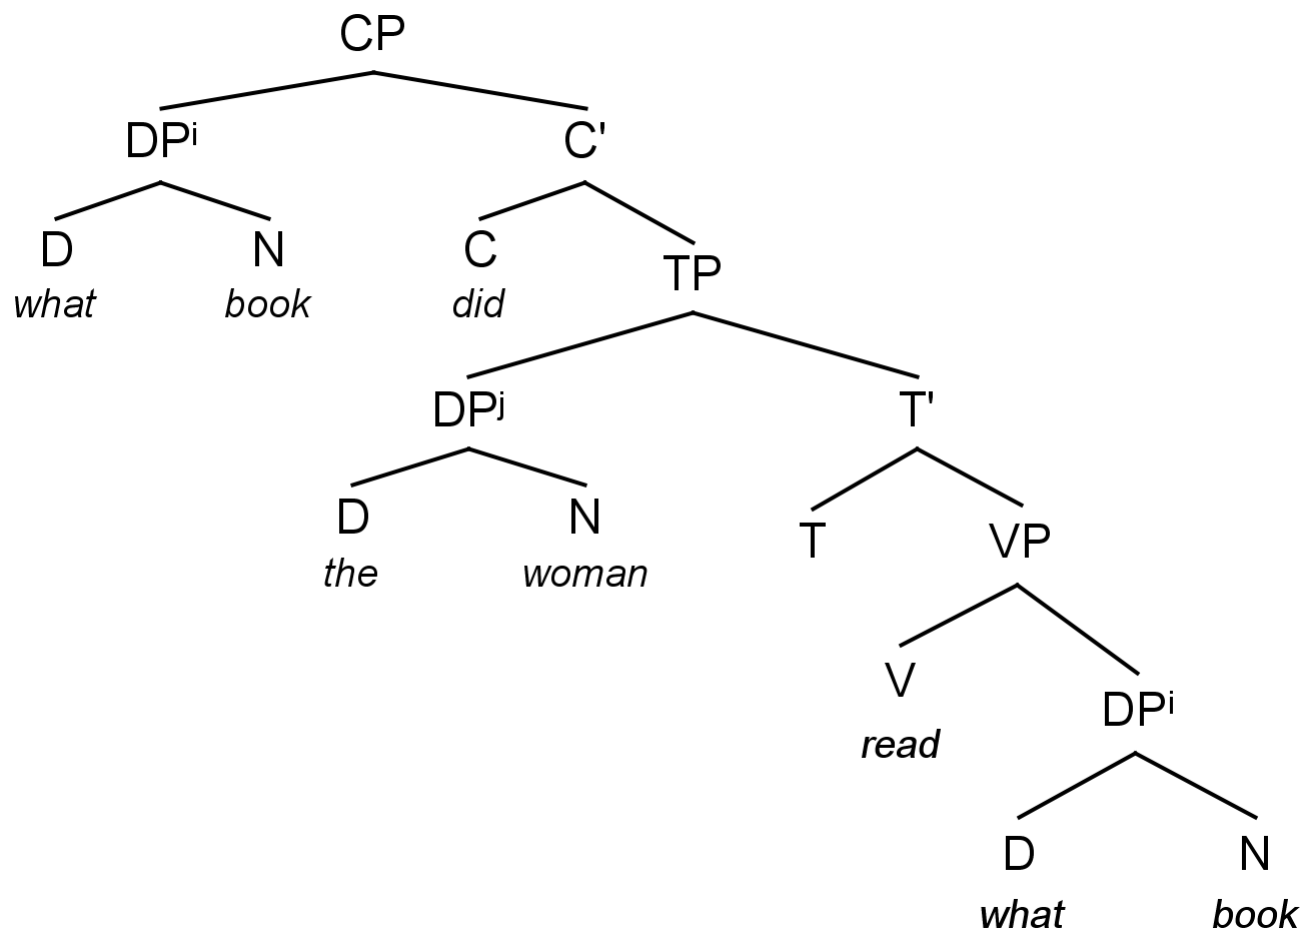 CP
DPⁱ C'
D N C
TP
what book did
DPʲ T'
D N
T VP
the woman
V
DPⁱ
read
D N
what book